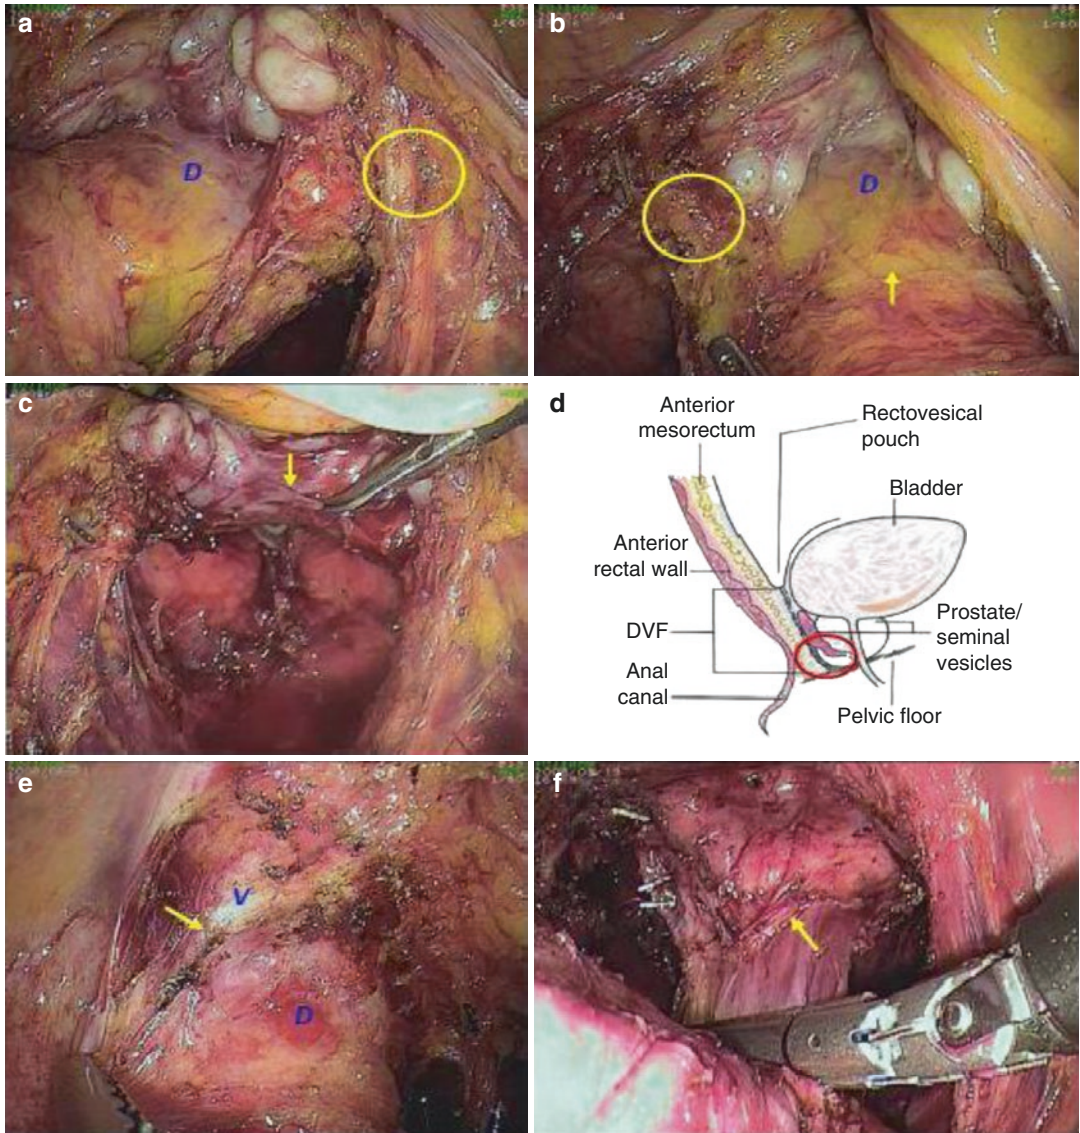 a
D
b
D
c
d
Anterior
mesorectum
Rectovesical
pouch
Bladder
Anterior
rectal wall
DVF
Prostate/
seminal
vesicles
Anal
canal
Pelvic floor
e
V
D
f